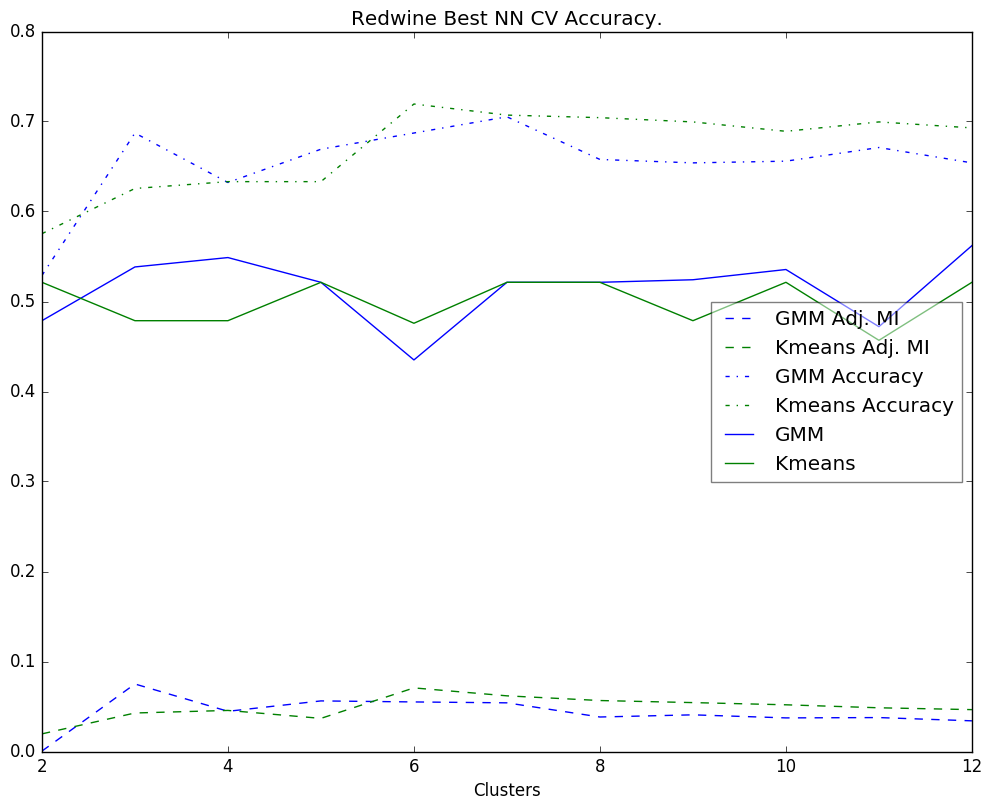 Redwine Best NN CV Accuracy.
0.8
0.7
0.6
0.5
0.4
0.3
0.2
0.1
0.0
GMM Adj. MI
Kmeans Adj. MI
GMM Accuracy
Kmeans Accuracy
GMM
Kmeans
2 4 6 8 10 12
Clusters